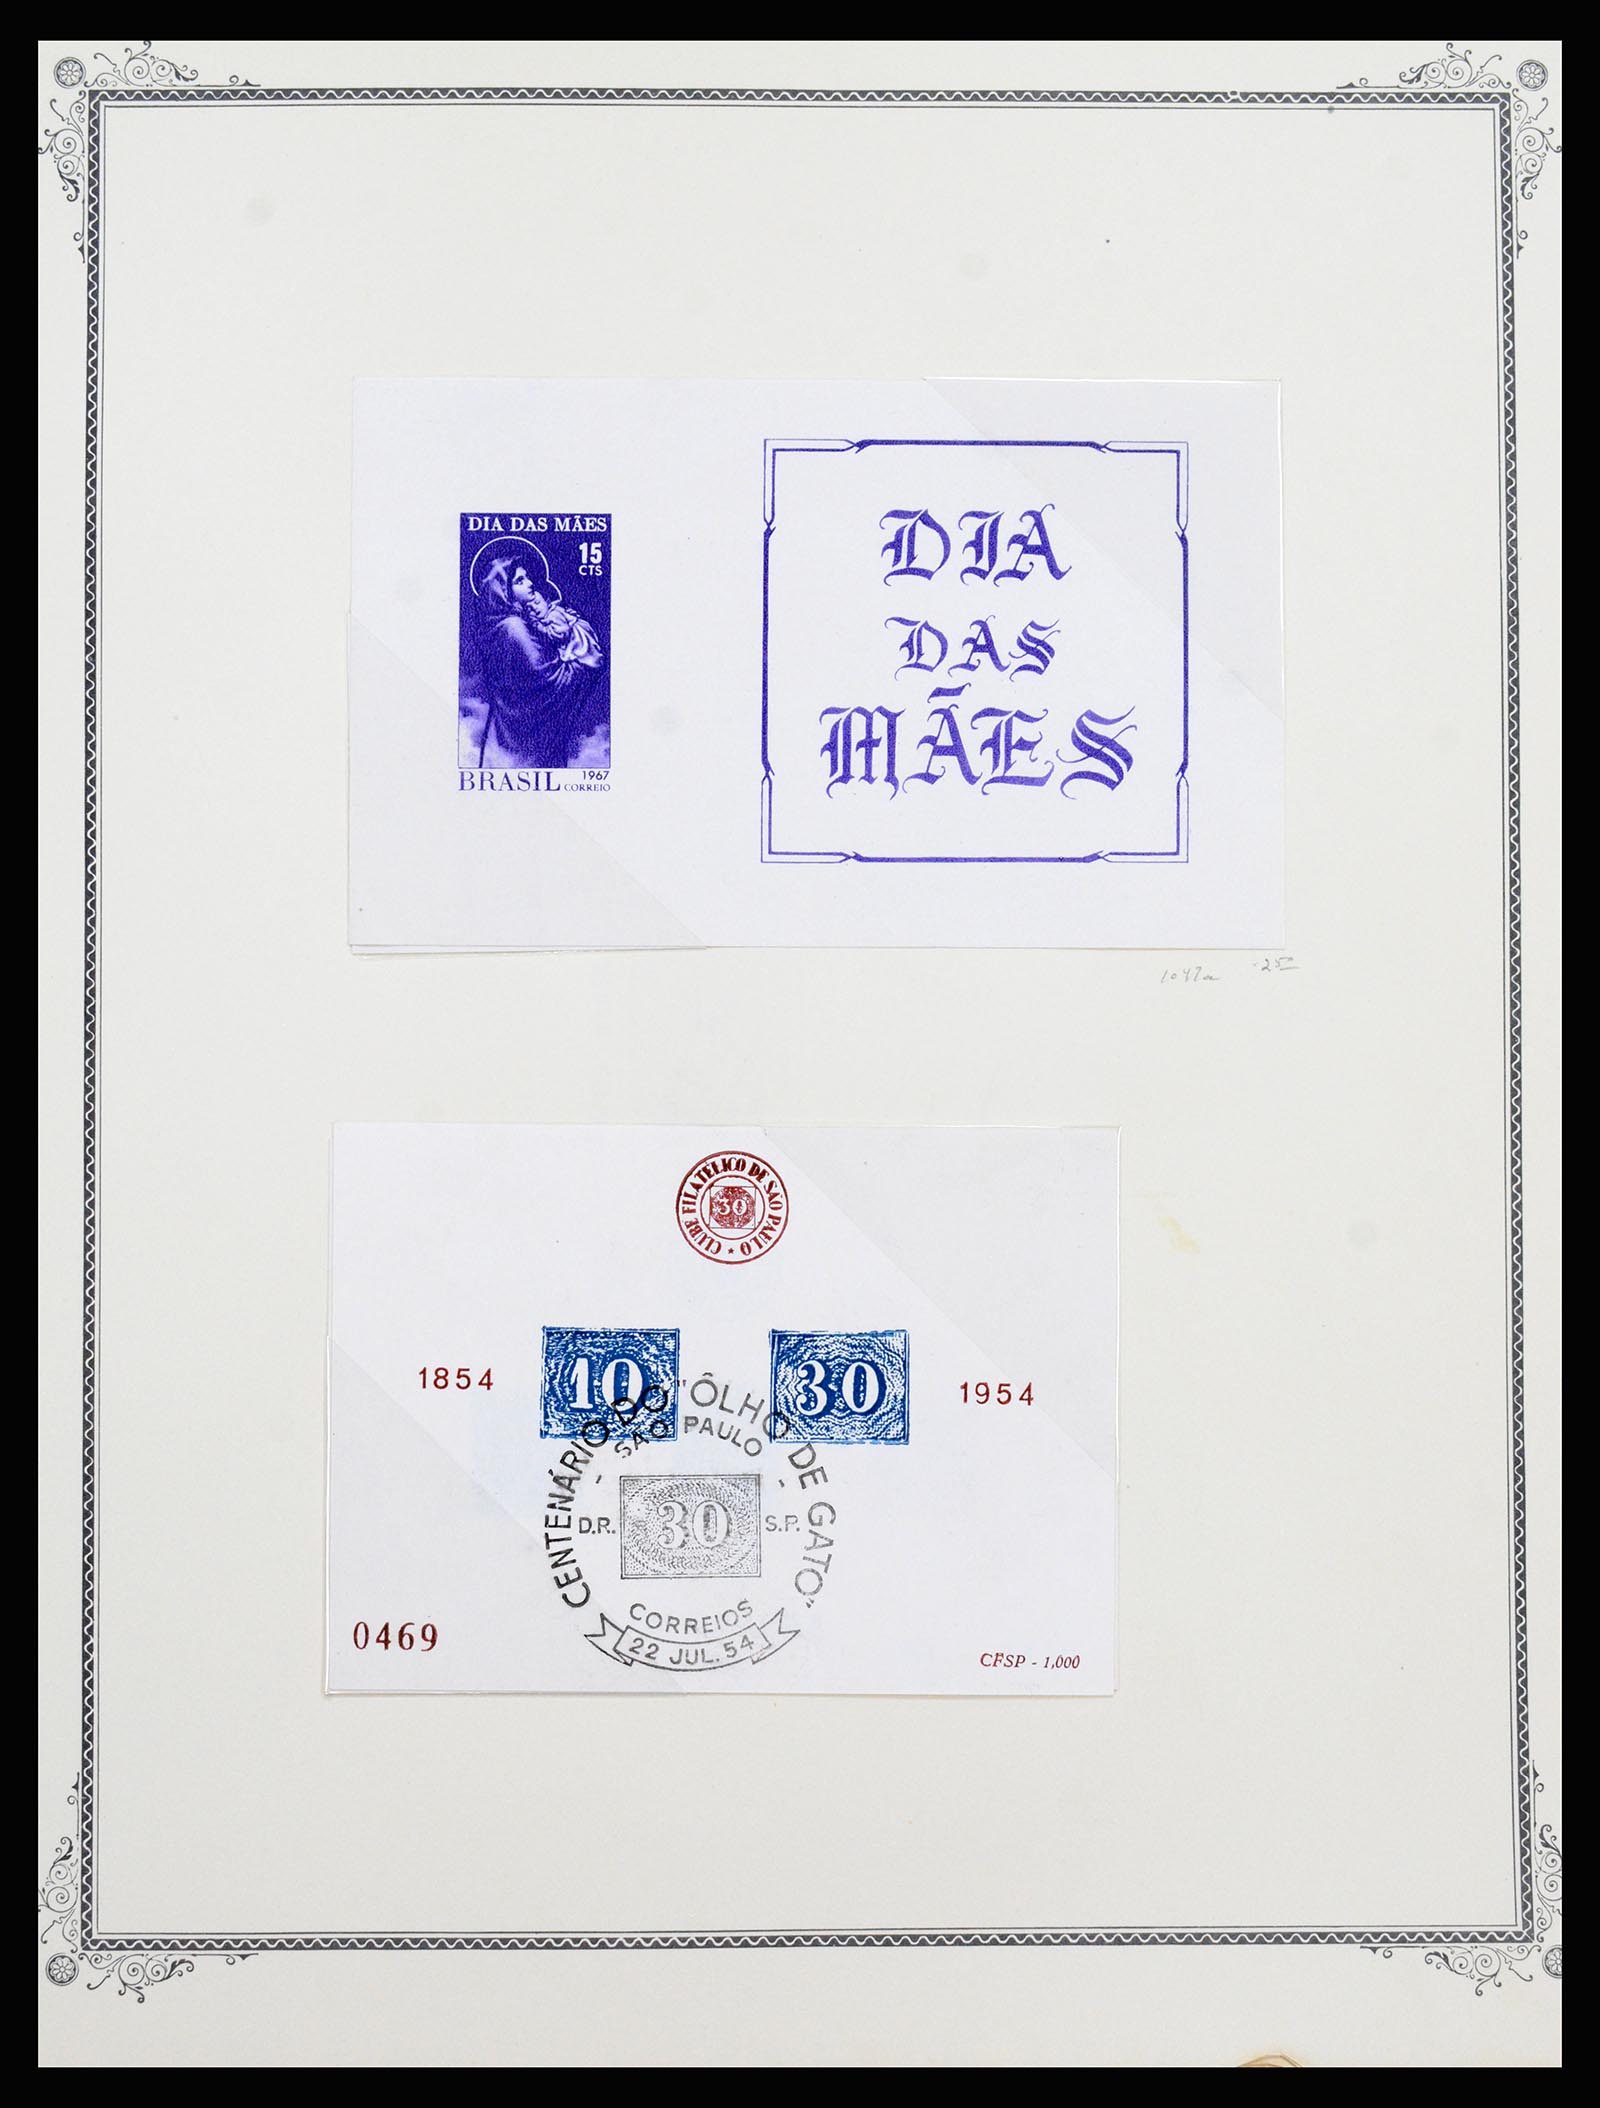 DIA DAS MÃES
15
CTS
BRASIL
1967
CORREIO
DIA
DAS
MÃES
1047a
CLUBE FILATÉLICO DE SÃO PAULO
30
1854
10
30
1954
CENTENÁRIO DO "ÔLHO DE GATO"
SÃO PAULO
D.R.
30
S.P.
CORREIOS
22 JUL. 54
0469
CFSP - 1,000